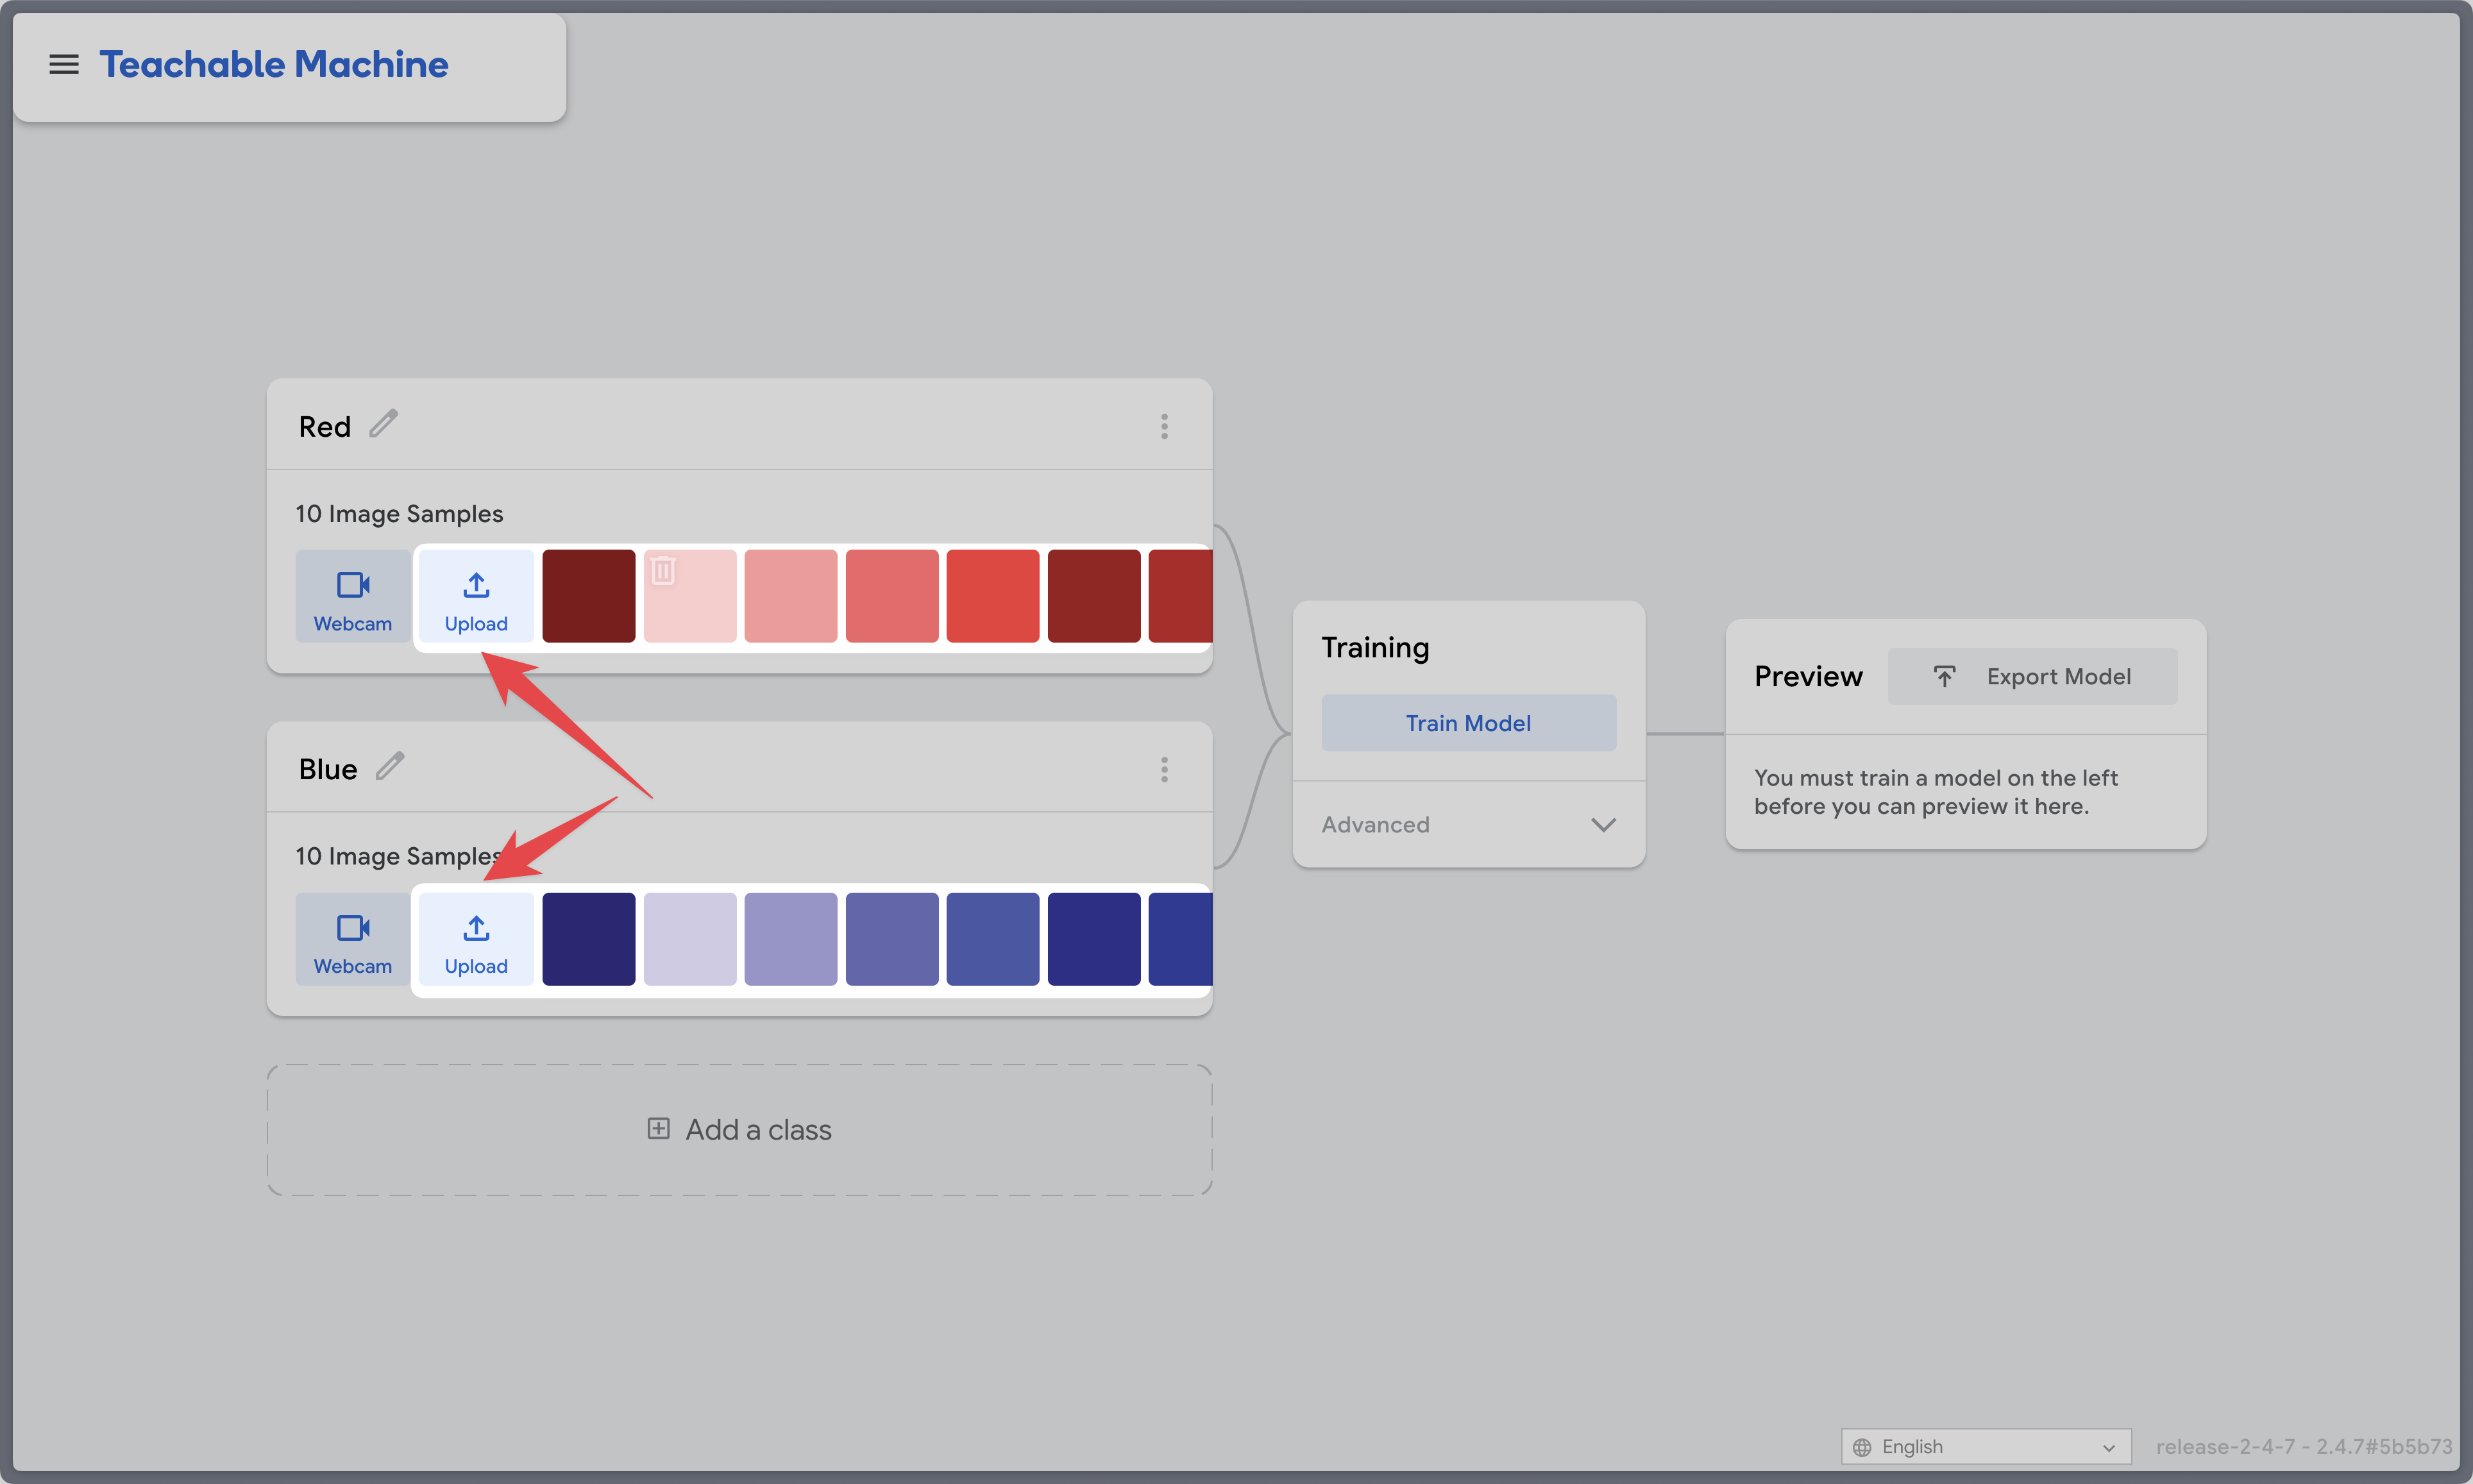 Teachable Machine
Red
10 Image Samples
Webcam
Upload
Blue
10 Image Samples
Webcam
Upload
Add a class
Training
Train Model
Advanced
Preview
Export Model
You must train a model on the left
before you can preview it here.
English
release-2-4-7 - 2.4.7#5b5b73